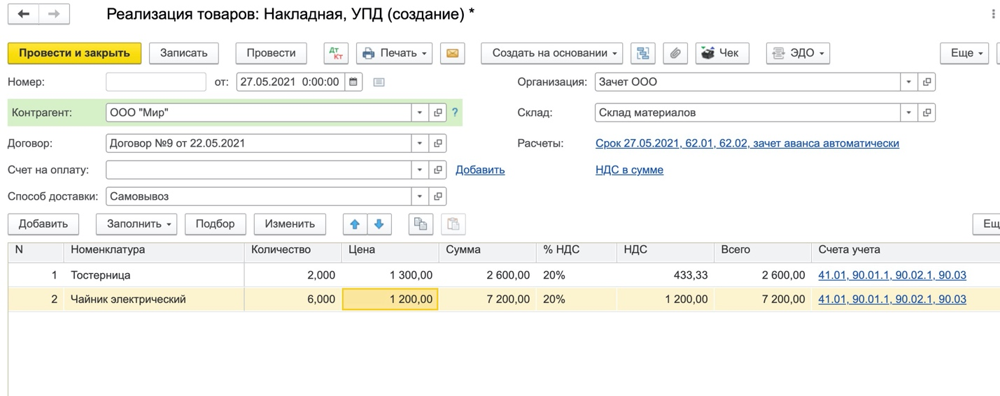 Реализация товаров: Накладная, УПД (создание) *
Провести и закрыть Записать Провести Дт Кт Печать Создать на основании Чек ЭДО Еще
Номер: от: 27.05.2021 0:00:00 Организация: Зачет ООО
Контрагент: ООО "Мир" ? Склад: Склад материалов
Договор: Договор №9 от 22.05.2021 Расчеты: Срок 27.05.2021, 62.01, 62.02, зачет аванса автоматически
Счет на оплату: Добавить НДС в сумме
Способ доставки: Самовывоз
Добавить Заполнить Подбор Изменить Ещ
N Номенклатура Количество Цена Сумма % НДС НДС Всего Счета учета
1 Тостерница 2,000 1 300,00 2 600,00 20% 433,33 2 600,00 41.01, 90.01.1, 90.02.1, 90.03
2 Чайник электрический 6,000 1 200,00 7 200,00 20% 1 200,00 7 200,00 41.01, 90.01.1, 90.02.1, 90.03